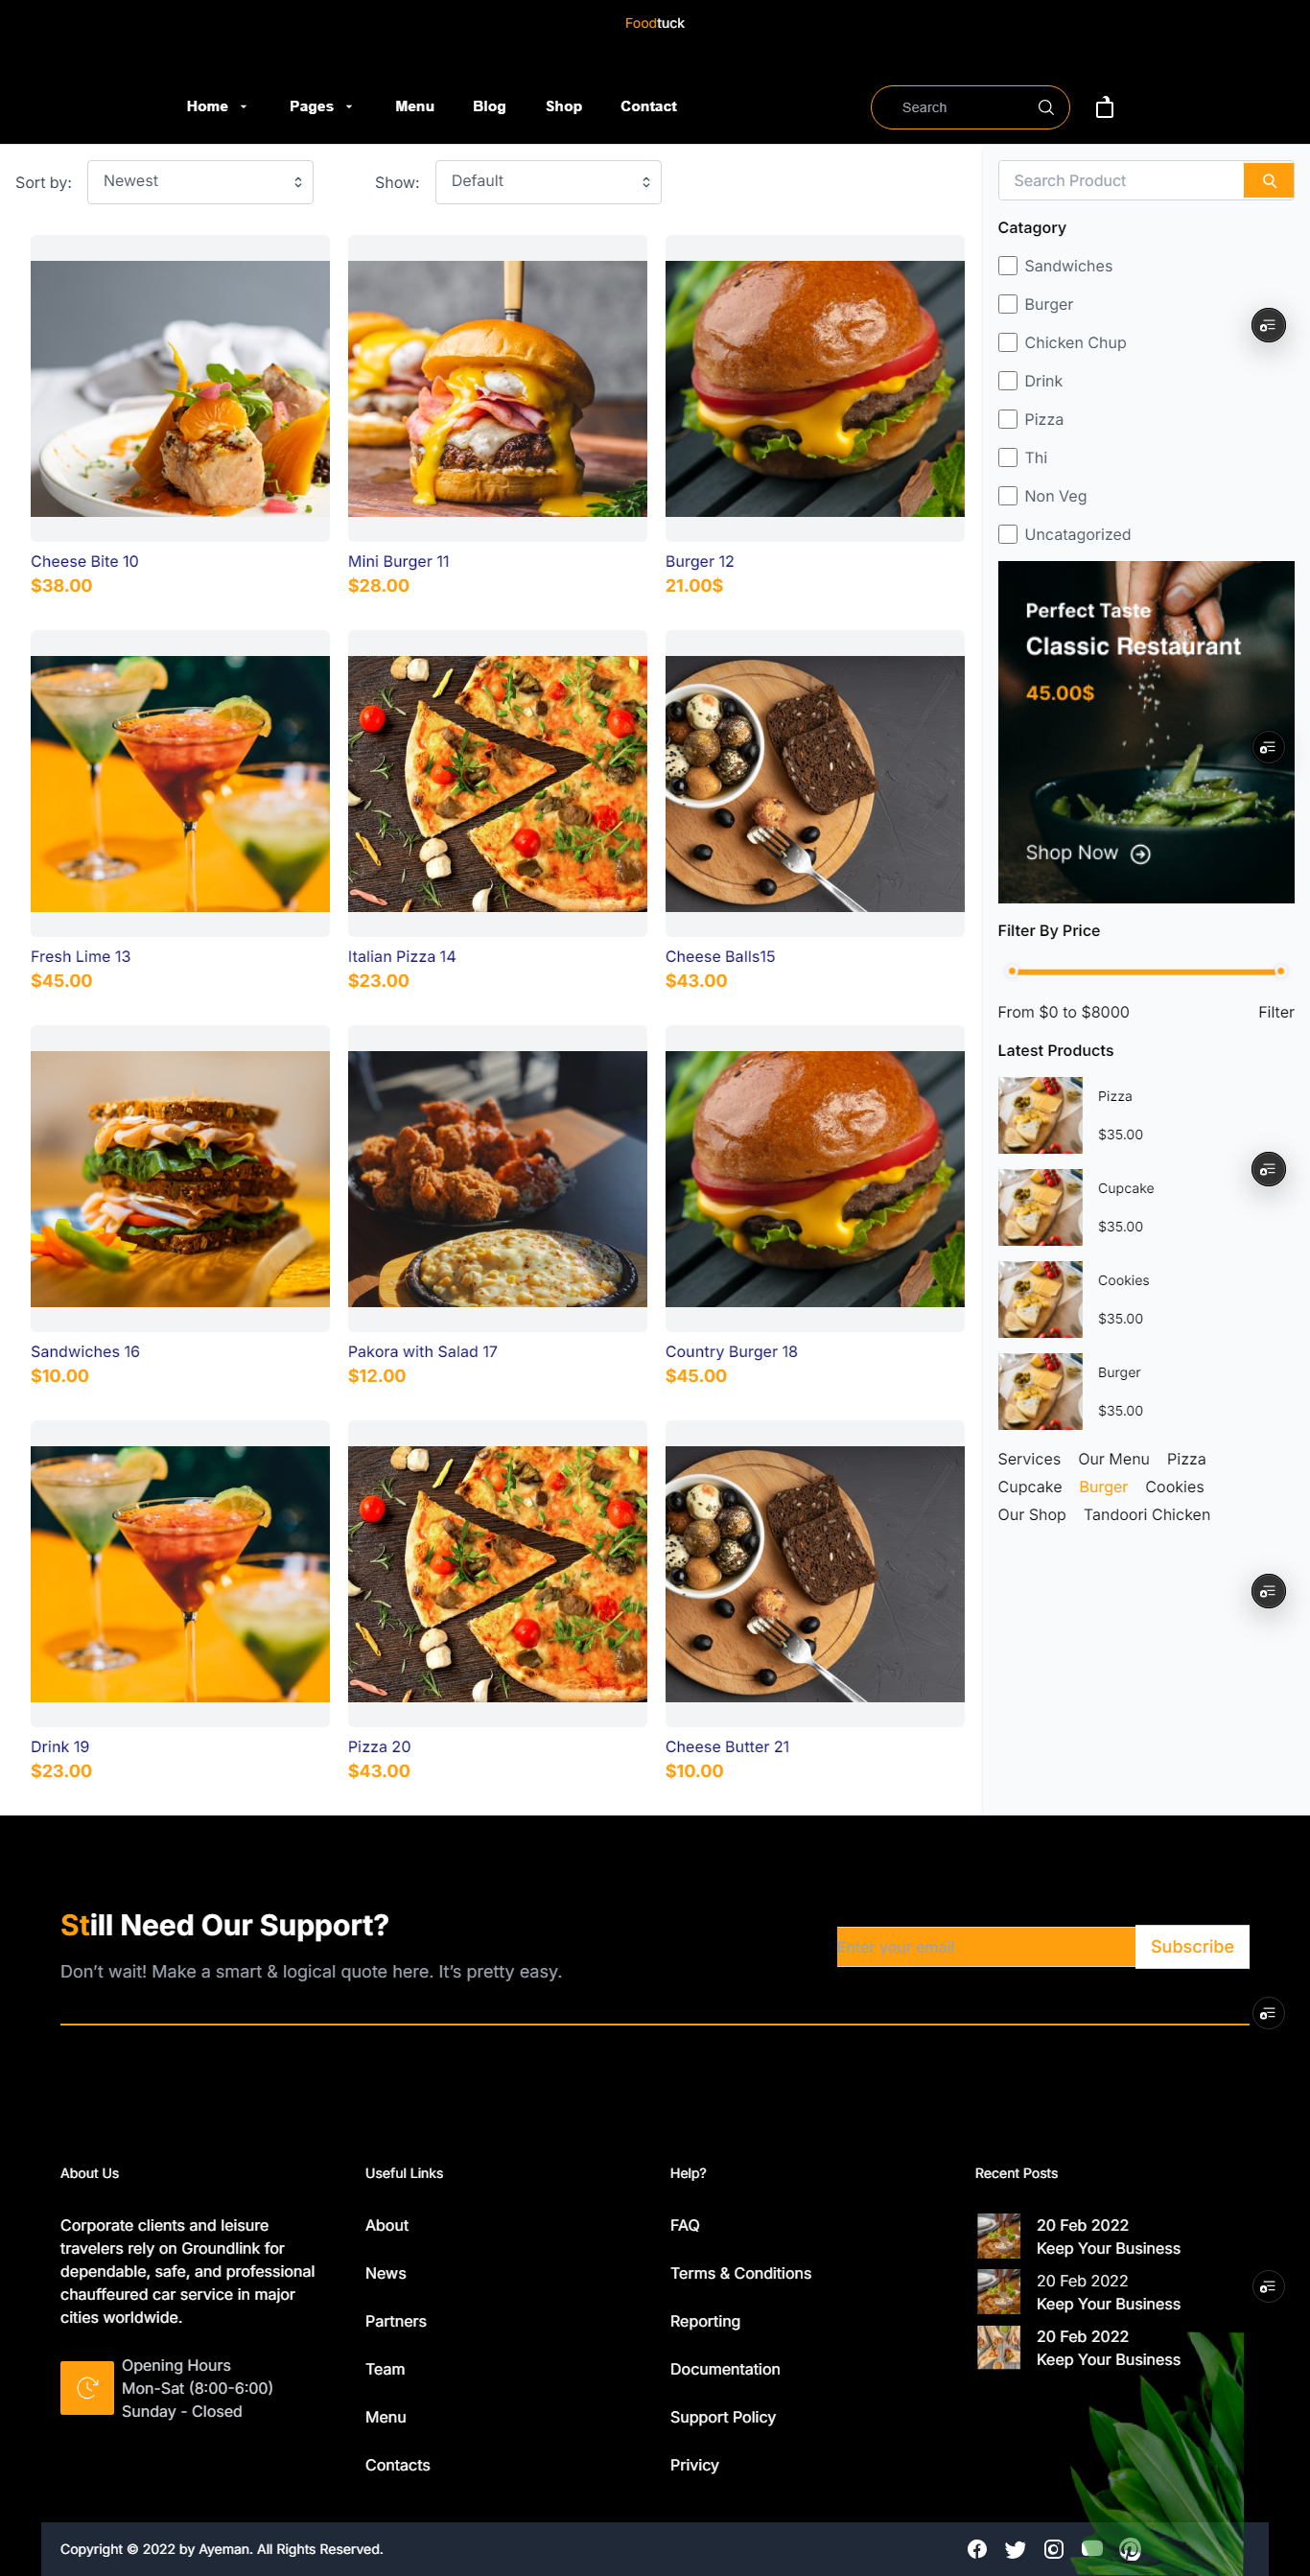 Foodtuck
Home Pages Menu Blog Shop Contact
Search
Sort by: Newest Show: Default
Cheese Bite 10
$38.00
Mini Burger 11
$28.00
Burger 12
21.00$
Fresh Lime 13
$45.00
Italian Pizza 14
$23.00
Cheese Balls15
$43.00
Sandwiches 16
$10.00
Pakora with Salad 17
$12.00
Country Burger 18
$45.00
Drink 19
$23.00
Pizza 20
$43.00
Cheese Butter 21
$10.00
Search Product
Catagory
Sandwiches
Burger
Chicken Chup
Drink
Pizza
Thi
Non Veg
Uncatagorized
Perfect Taste
Classic Restaurant
45.00$
Shop Now
Filter By Price
From $0 to $8000 Filter
Latest Products
Pizza
$35.00
Cupcake
$35.00
Cookies
$35.00
Burger
$35.00
Services Our Menu Pizza
Cupcake Burger Cookies
Our Shop Tandoori Chicken
Still Need Our Support?
Don’t wait! Make a smart & logical quote here. It’s pretty easy.
Enter your email
Subscribe
About Us
Corporate clients and leisure
travelers rely on Groundlink for
dependable, safe, and professional
chauffeured car service in major
cities worldwide.
Opening Hours
Mon-Sat (8:00-6:00)
Sunday - Closed
Useful Links
About
News
Partners
Team
Menu
Contacts
Help?
FAQ
Terms & Conditions
Reporting
Documentation
Support Policy
Privicy
Recent Posts
20 Feb 2022
Keep Your Business
20 Feb 2022
Keep Your Business
20 Feb 2022
Keep Your Business
Copyright © 2022 by Ayeman. All Rights Reserved.